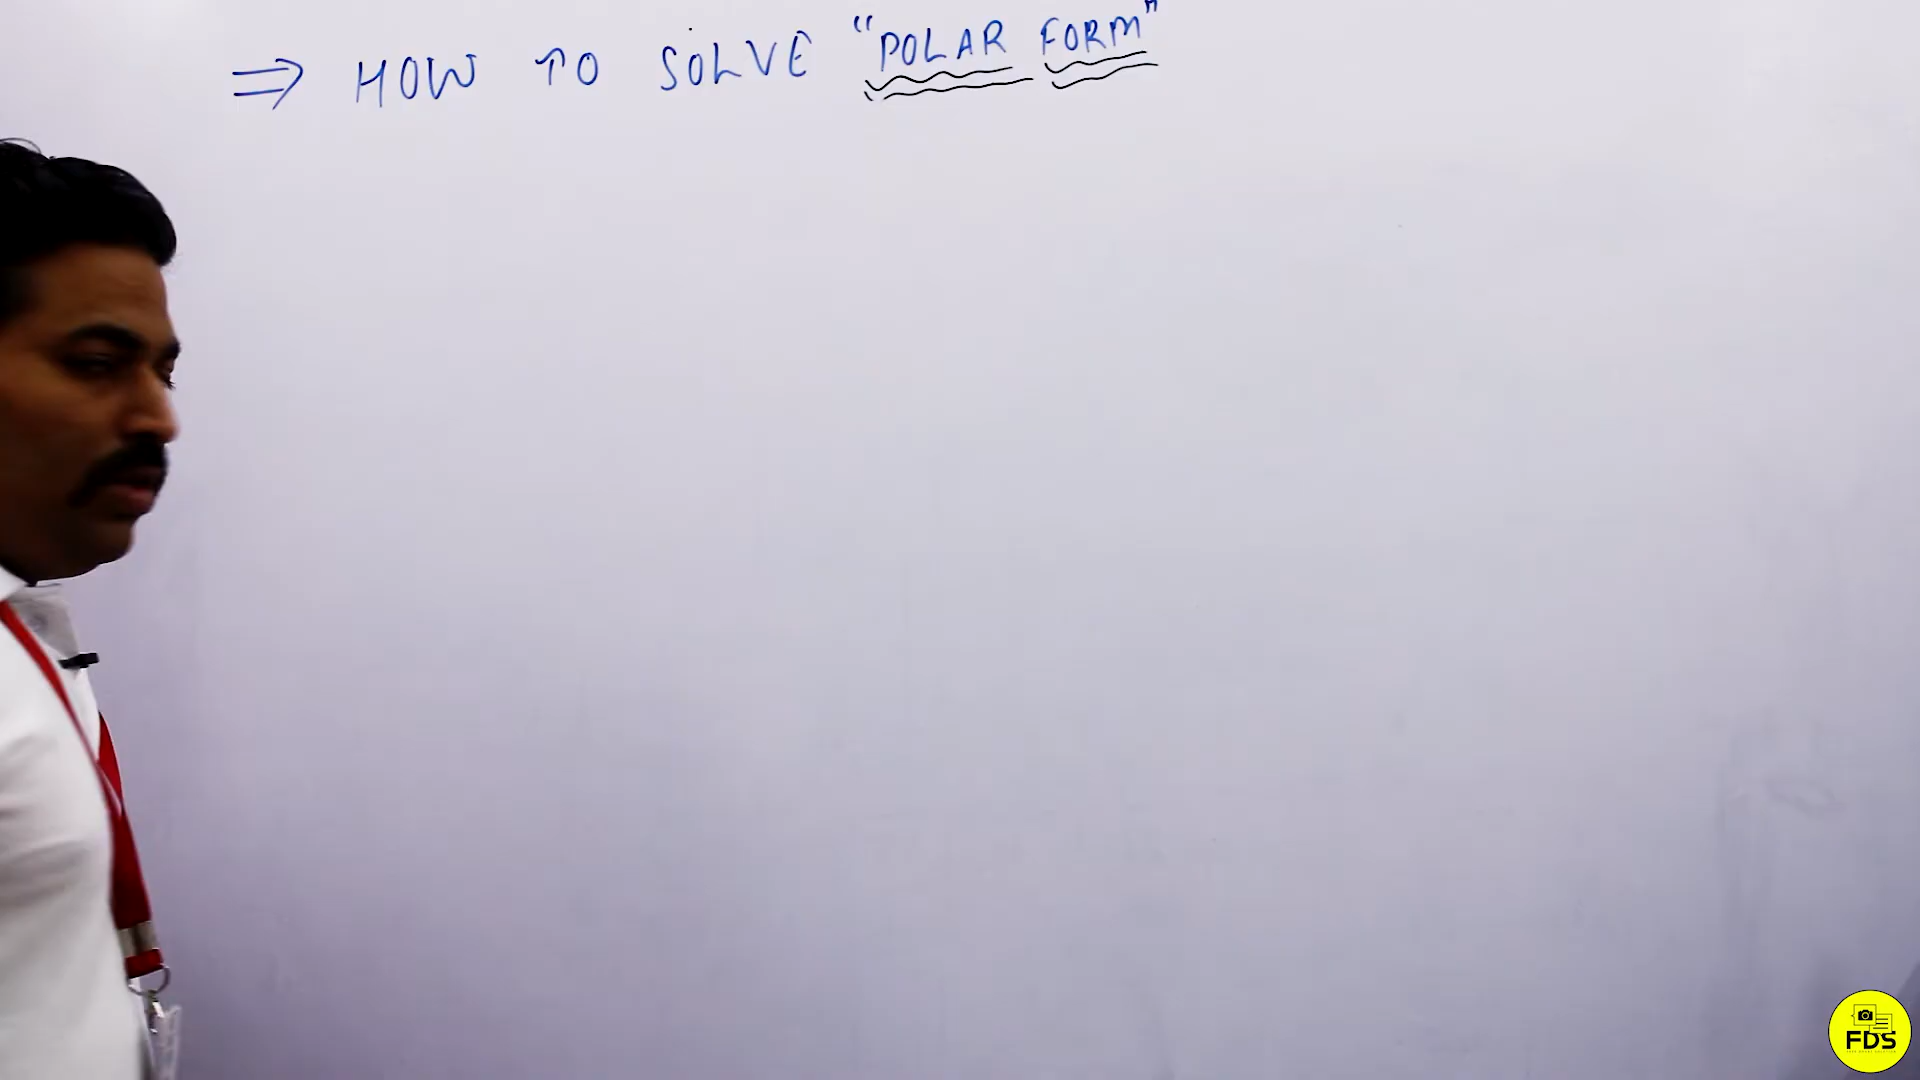 ⇒ HOW TO SOLVE "POLAR FORM"
FDS